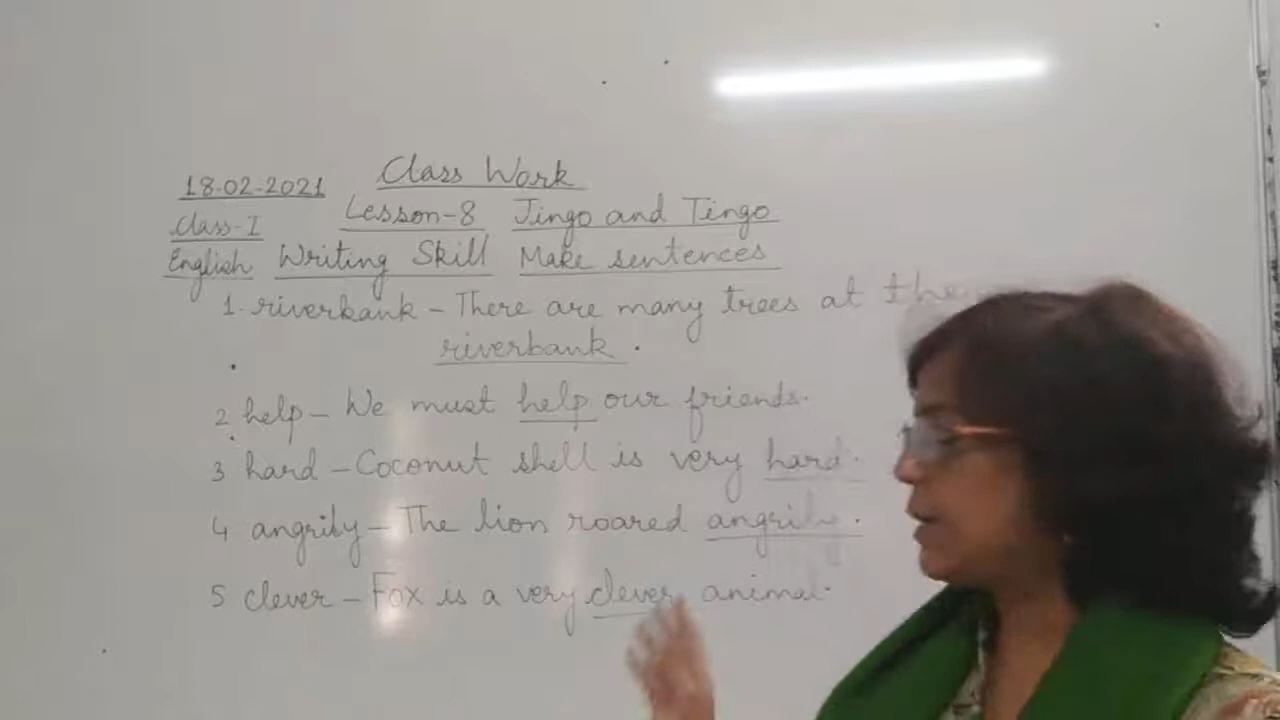 Class Work
18.02.2021
Class-I Lesson-8 Jingo and Tingo
English Writing Skill Make sentences
1. riverbank - There are many trees at the
riverbank.
2 help - We must help our friends.
3 hard - Coconut shell is very hard.
4 angrily - The lion roared angrily.
5 clever - Fox is a very clever animal.